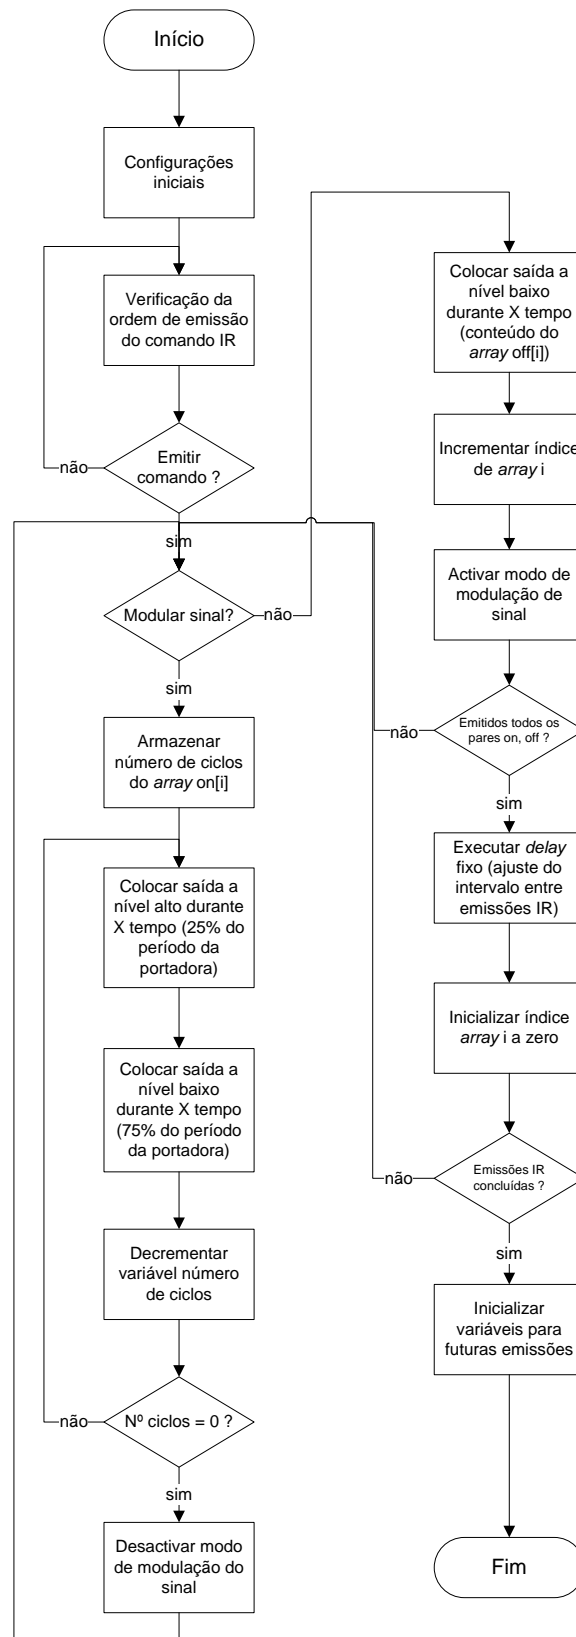 Início
Configurações
iniciais
Verificação da
ordem de emissão
do comando IR
Emitir
comando ?
não
sim
Modular sinal?
não
sim
Armazenar
número de ciclos
do array on[i]
Colocar saída a
nível alto durante
X tempo (25% do
período da
portadora)
Colocar saída a
nível baixo
durante X tempo
(75% do período
da portadora)
Decrementar
variável número
de ciclos
Nº ciclos = 0 ?
não
sim
Desactivar modo
de modulação do
sinal
Colocar saída a
nível baixo
durante X tempo
(conteúdo do
array off[i])
Incrementar índice
de array i
Activar modo de
modulação de
sinal
Emitidos todos os
pares on, off ?
não
sim
Executar delay
fixo (ajuste do
intervalo entre
emissões IR)
Inicializar índice
array i a zero
Emissões IR
concluídas ?
não
sim
Inicializar
variáveis para
futuras emissões
Fim